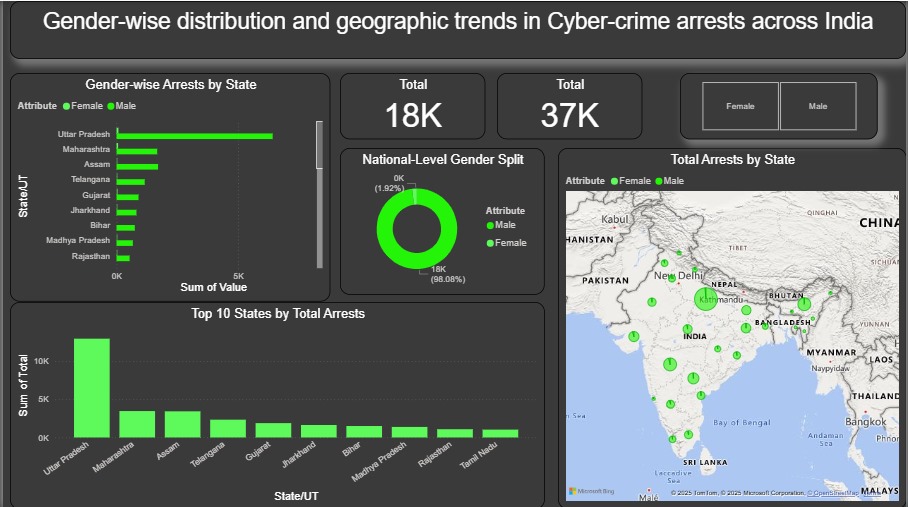 Gender-wise distribution and geographic trends in Cyber-crime arrests across India
Gender-wise Arrests by State
Attribute Female Male
Uttar Pradesh
Maharashtra
Assam
Telangana
Gujarat
Jharkhand
Bihar
Madhya Pradesh
Rajasthan
State/UT
0K 5K
Sum of Value
Total
18K
Total
37K
Female Male
National-Level Gender Split
0K
(1.92%)
Attribute
Male
Female
18K
(98.08%)
Total Arrests by State
Attribute Female Male
QINGHAI
Kabul
CHINA
HANISTAN
TIBET
SICHUA
New Delhi
PAKISTAN
NEPAL
Kathmandu
BHUTAN
BANGLADESH
YUNNAN
INDIA
MYANMAR
LAOS
Naypyidaw
THAILAND
Bay of Bengal
Bangkok
n Sea
Andaman
Sea
Phnor
SRI LANKA
Laccadive
Sea
Malé
MALAYS
Microsoft Bing
© 2025 TomTom, © 2025 Microsoft Corporation, © OpenStreetMap
Top 10 States by Total Arrests
Sum of Total
10K
5K
0K
Uttar Pradesh
Maharashtra
Assam
Telangana
Gujarat
Jharkhand
Bihar
Madhya Pradesh
Rajasthan
Tamil Nadu
State/UT